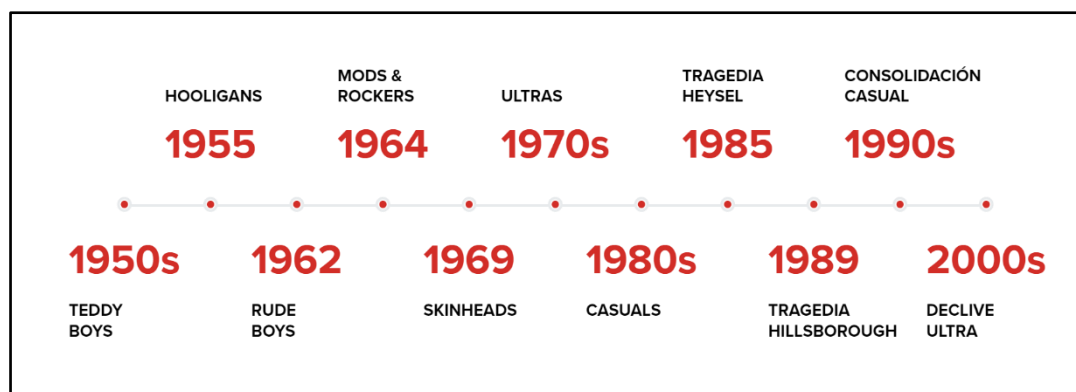 HOOLIGANS
1955
MODS &
ROCKERS
1964
ULTRAS
1970s
TRAGEDIA
HEYSEL
1985
CONSOLIDACIÓN
CASUAL
1990s
1950s
TEDDY
BOYS
1962
RUDE
BOYS
1969
SKINHEADS
1980s
CASUALS
1989
TRAGEDIA
HILLSBOROUGH
2000s
DECLIVE
ULTRA